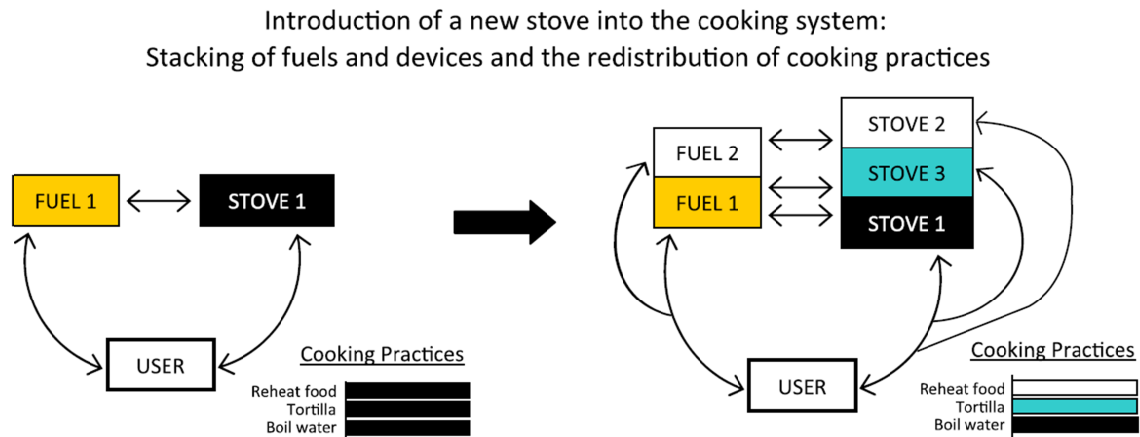 Introduction of a new stove into the cooking system:
Stacking of fuels and devices and the redistribution of cooking practices
FUEL 1
STOVE 1
USER
Cooking Practices
Reheat food
Tortilla
Boil water
FUEL 2
FUEL 1
STOVE 2
STOVE 3
STOVE 1
USER
Cooking Practices
Reheat food
Tortilla
Boil water